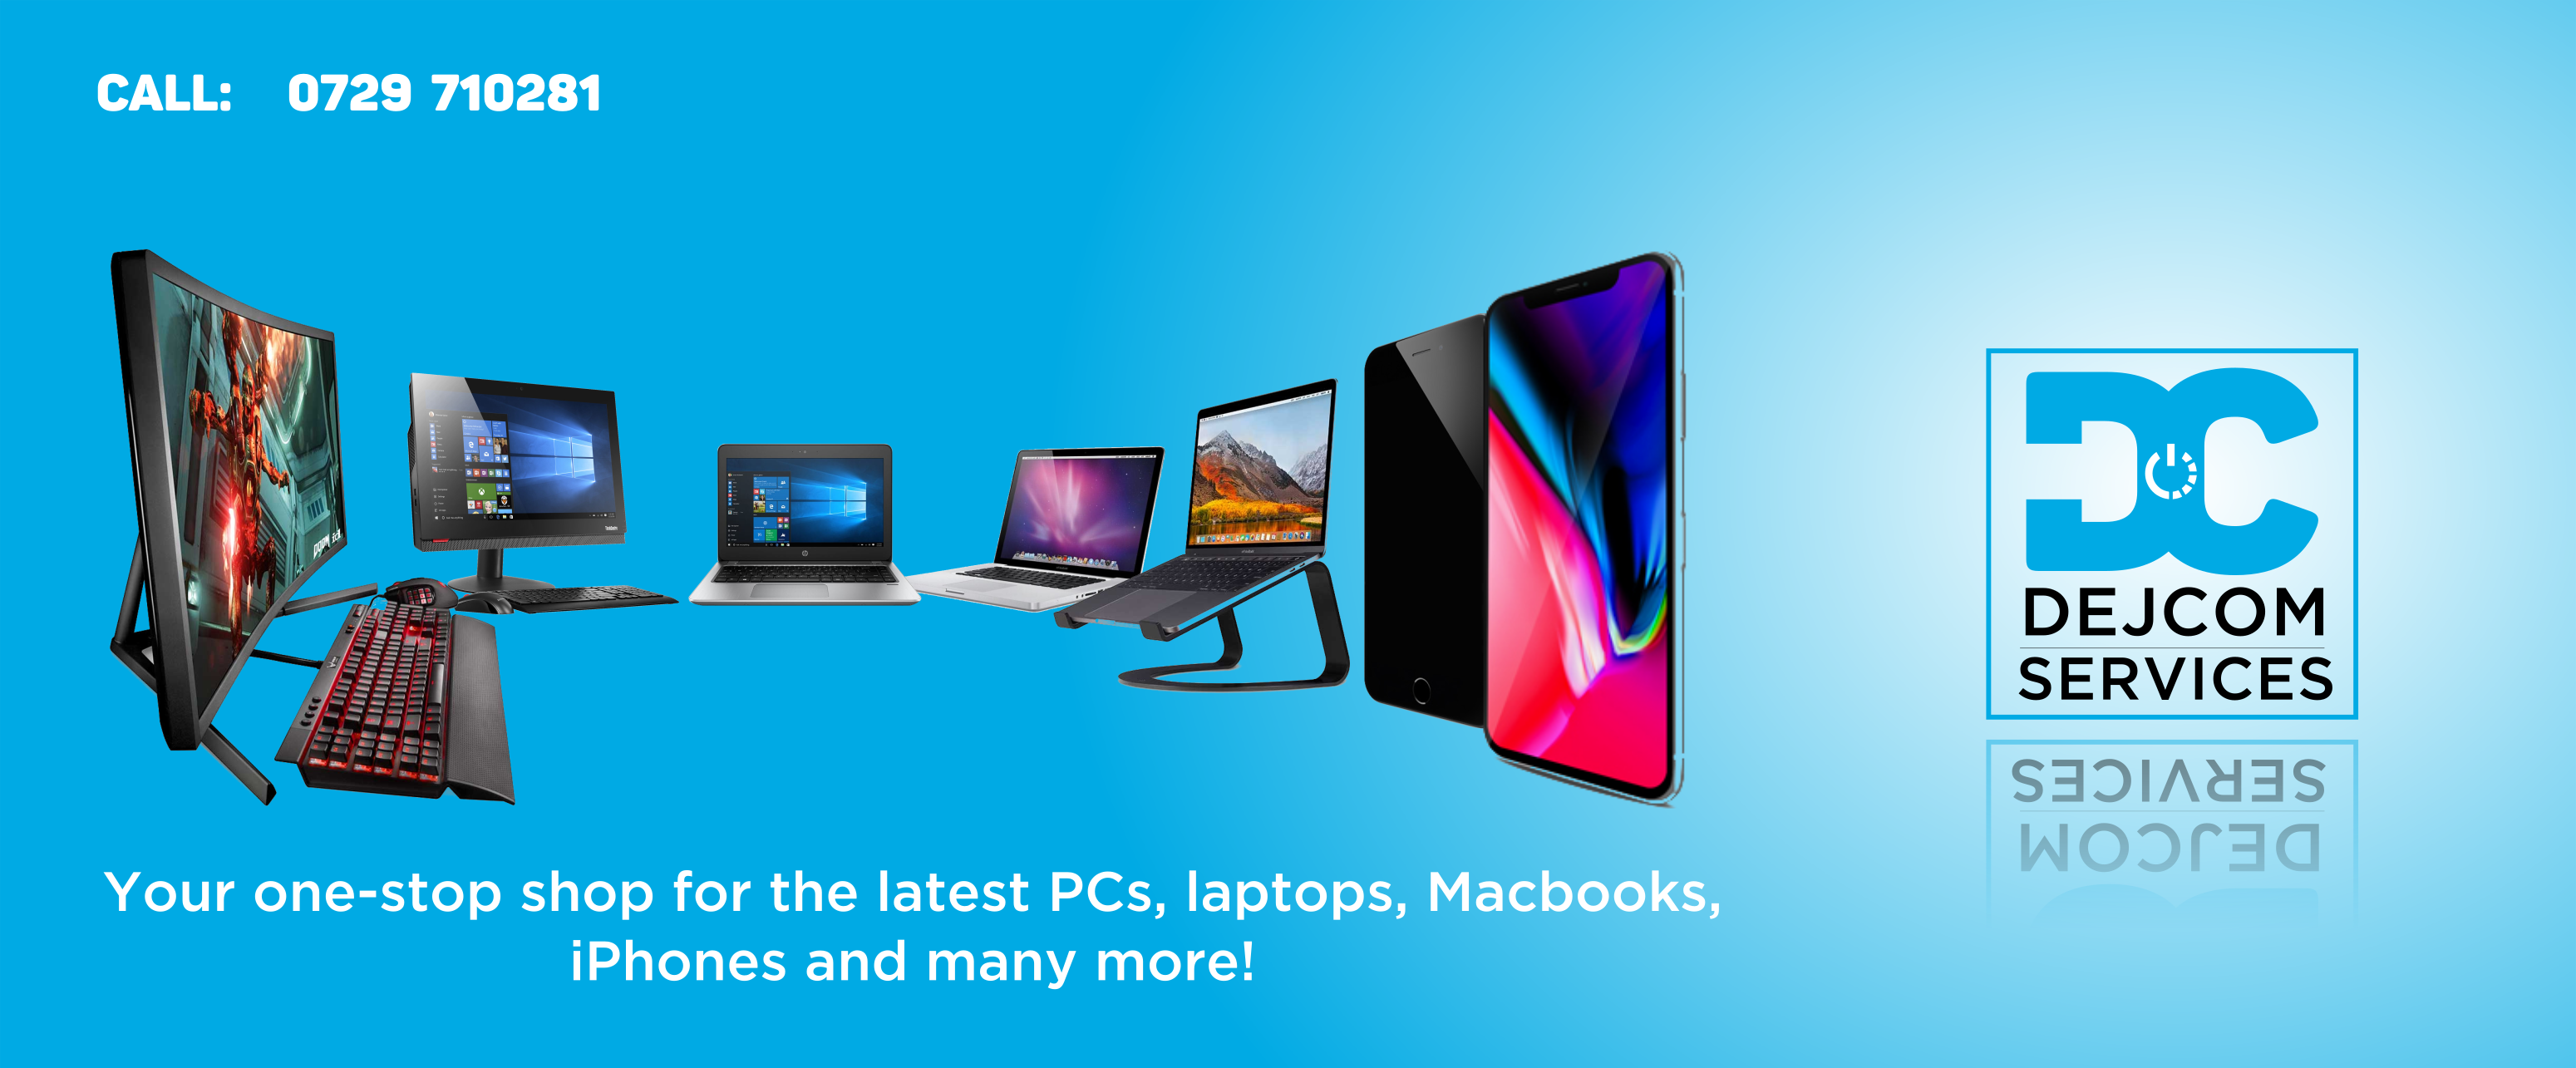 CALL: 0729 710281
DC
DEJCOM
SERVICES
Your one-stop shop for the latest PCs, laptops, Macbooks,
iPhones and many more!